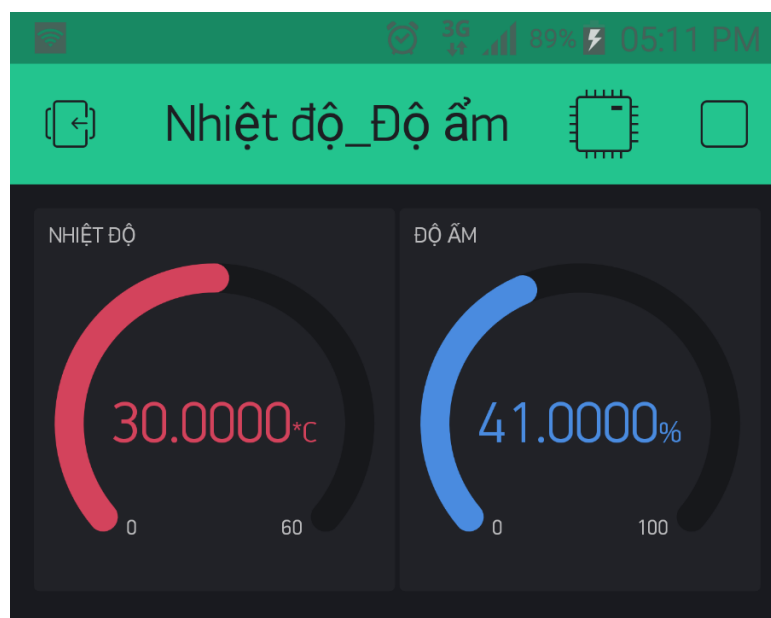 3G 89% 05:11 PM
Nhiệt độ_Độ ẩm
NHIỆT ĐỘ
30.0000*C
0 60
ĐỘ ẨM
41.0000%
0 100